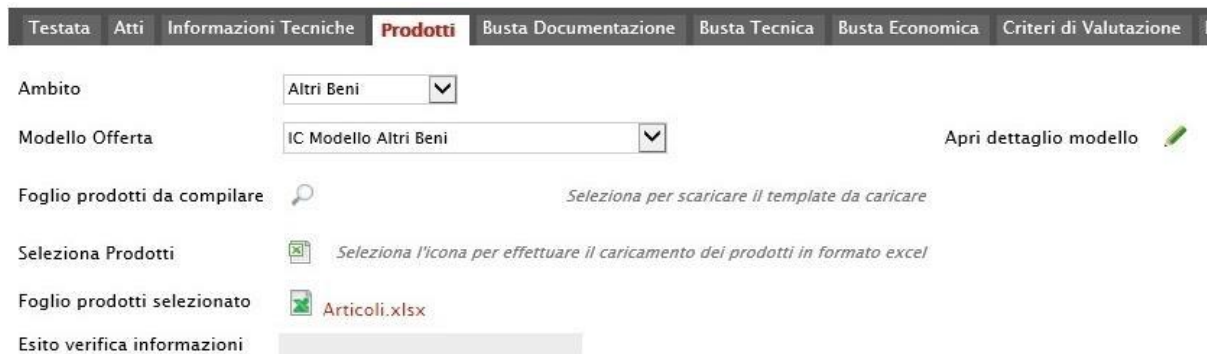 Testata Atti Informazioni Tecniche Prodotti Busta Documentazione Busta Tecnica Busta Economica Criteri di Valutazione
Ambito Altri Beni
Modello Offerta IC Modello Altri Beni Apri dettaglio modello
Foglio prodotti da compilare Seleziona per scaricare il template da caricare
Seleziona Prodotti Seleziona l'icona per effettuare il caricamento dei prodotti in formato excel
Foglio prodotti selezionato Articoli.xlsx
Esito verifica informazioni